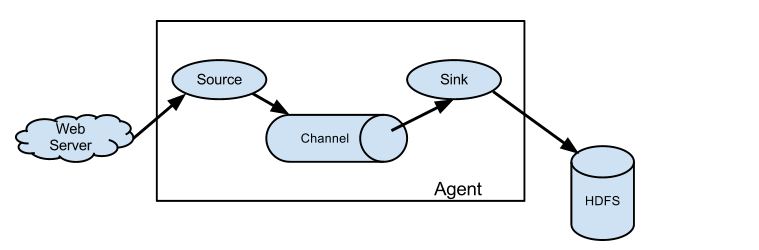 Web
Server
Source
Channel
Sink
Agent
HDFS